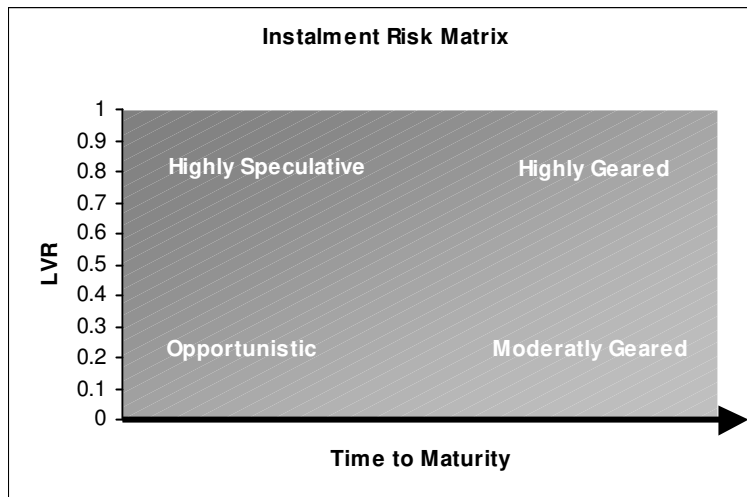 Instalment Risk Matrix
1
0.9
0.8
0.7
0.6
0.5
0.4
0.3
0.2
0.1
0
LVR
Highly Speculative
Highly Geared
Opportunistic
Moderatly Geared
Time to Maturity